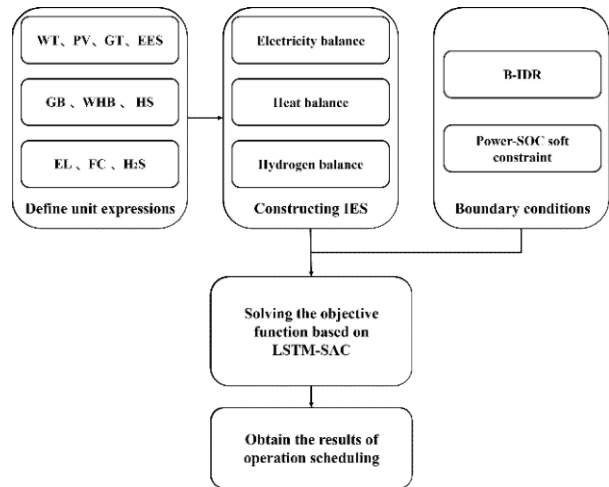 WT、PV、GT、EES
GB 、WHB 、 HS
EL 、 FC 、 H₂S
Define unit expressions
Electricity balance
Heat balance
Hydrogen balance
Constructing IES
B-IDR
Power-SOC soft
constraint
Boundary conditions
Solving the objective
function based on
LSTM-SAC
Obtain the results of
operation scheduling